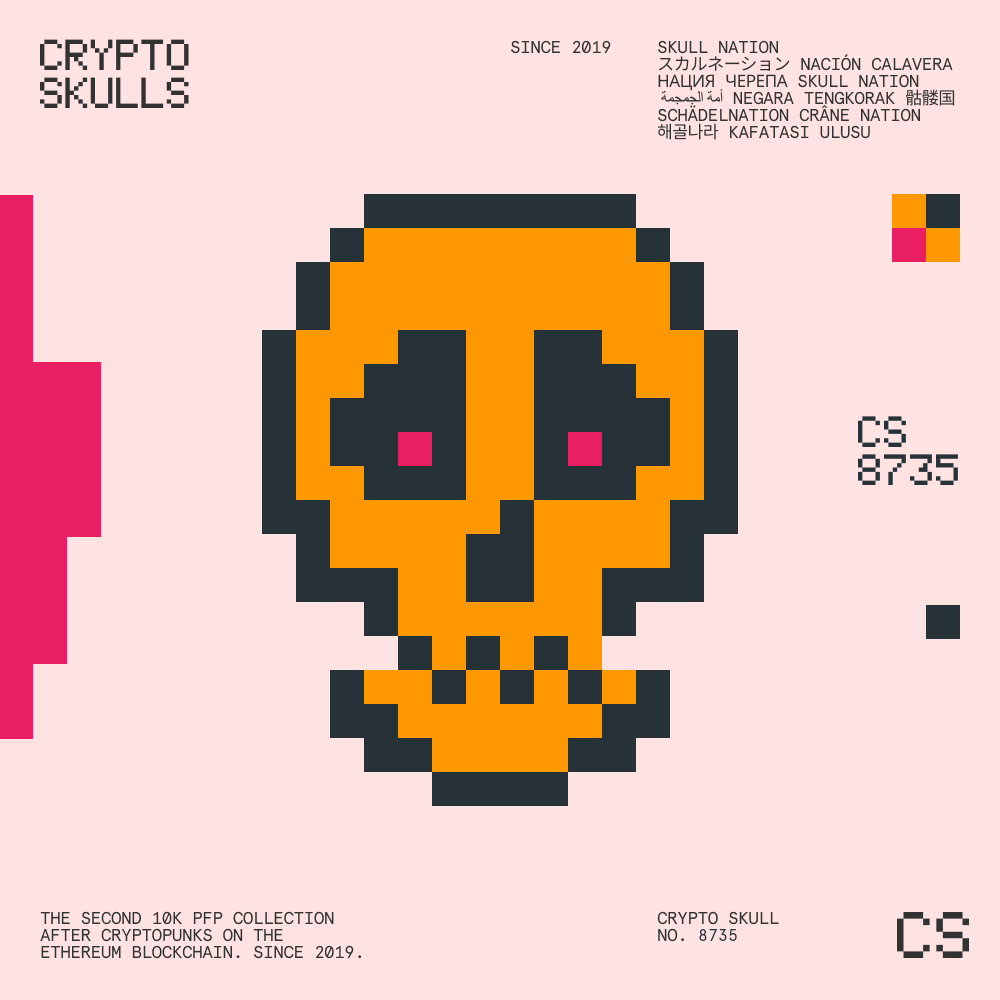 CRYPTO
SKULLS
SINCE 2019
SKULL NATION
スカルネーション NACIÓN CALAVERA
НАЦИЯ ЧЕРЕПА SKULL NATION
أمة الجمجمة NEGARA TENGKORAK 骷髅国
SCHÄDELNATION CRÂNE NATION
해골나라 KAFATASI ULUSU
CS
8735
THE SECOND 10K PFP COLLECTION
AFTER CRYPTOPUNKS ON THE
ETHEREUM BLOCKCHAIN. SINCE 2019.
CRYPTO SKULL
NO. 8735
CS